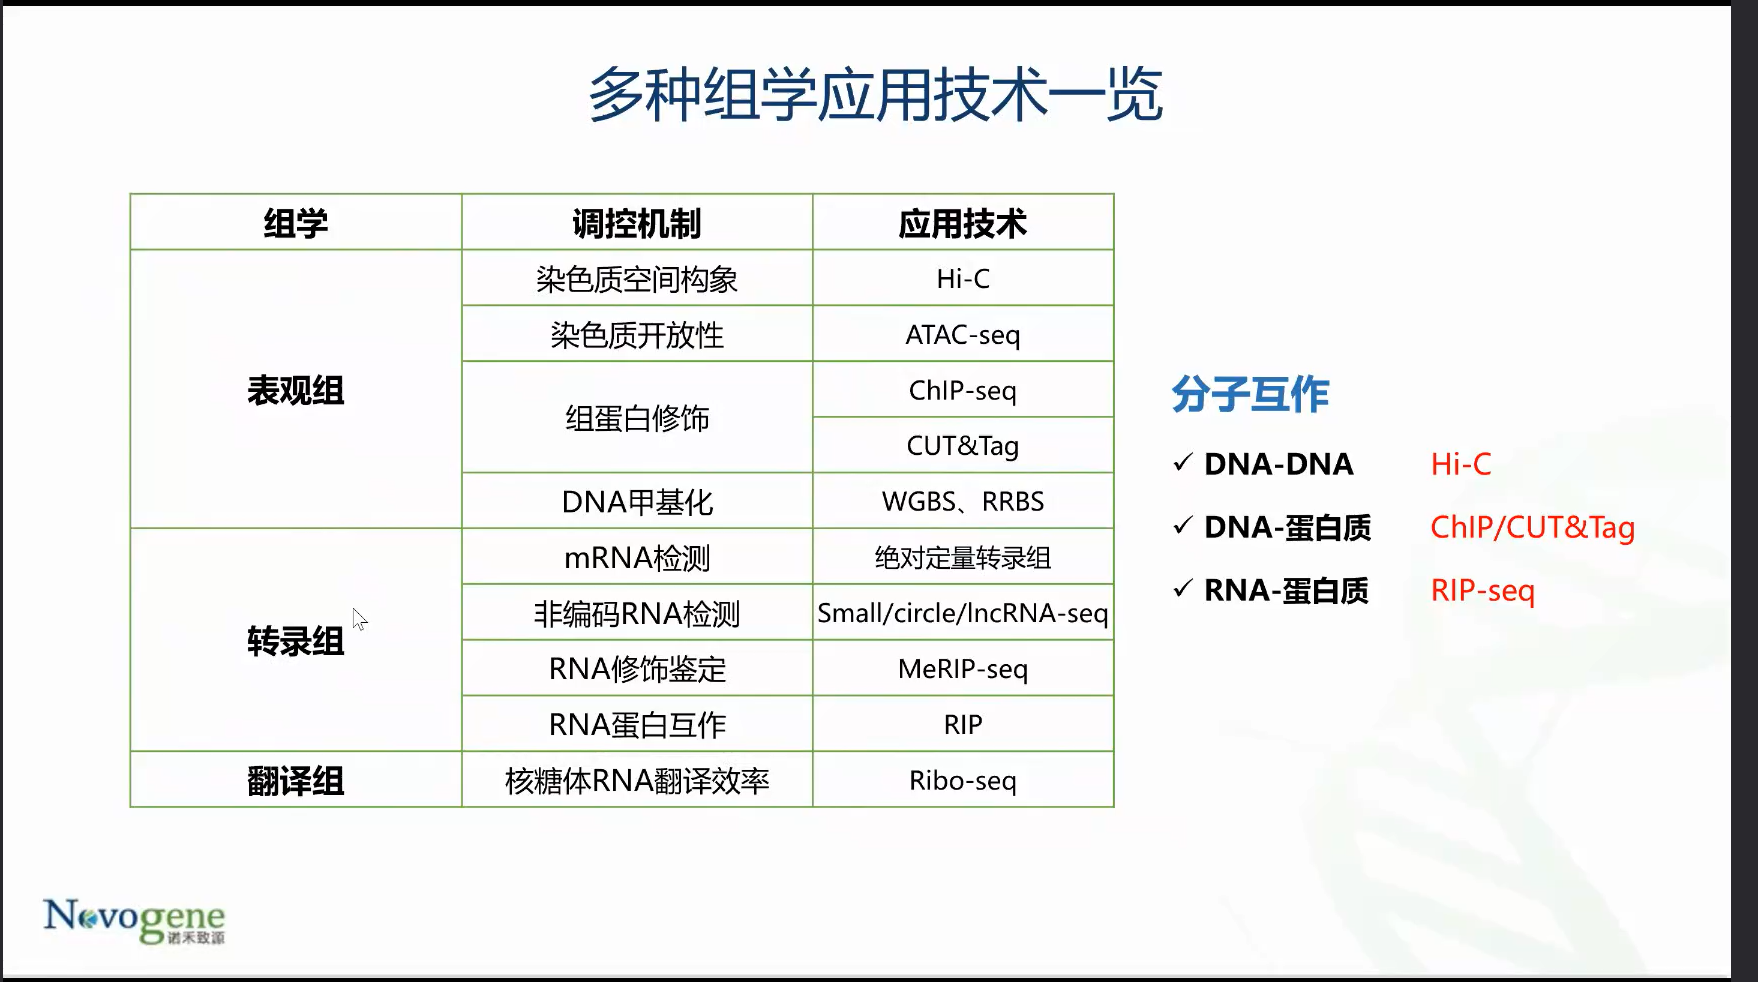 多种组学应用技术一览
组学 调控机制 应用技术
表观组 染色质空间构象 Hi-C
染色质开放性 ATAC-seq
组蛋白修饰 ChIP-seq
CUT&Tag
DNA甲基化 WGBS、RRBS
转录组 mRNA检测 绝对定量转录组
非编码RNA检测 Small/circle/lncRNA-seq
RNA修饰鉴定 MeRIP-seq
RNA蛋白互作 RIP
翻译组 核糖体RNA翻译效率 Ribo-seq
分子互作
✓ DNA-DNA Hi-C
✓ DNA-蛋白质 ChIP/CUT&Tag
✓ RNA-蛋白质 RIP-seq
Novogene
诺禾致源